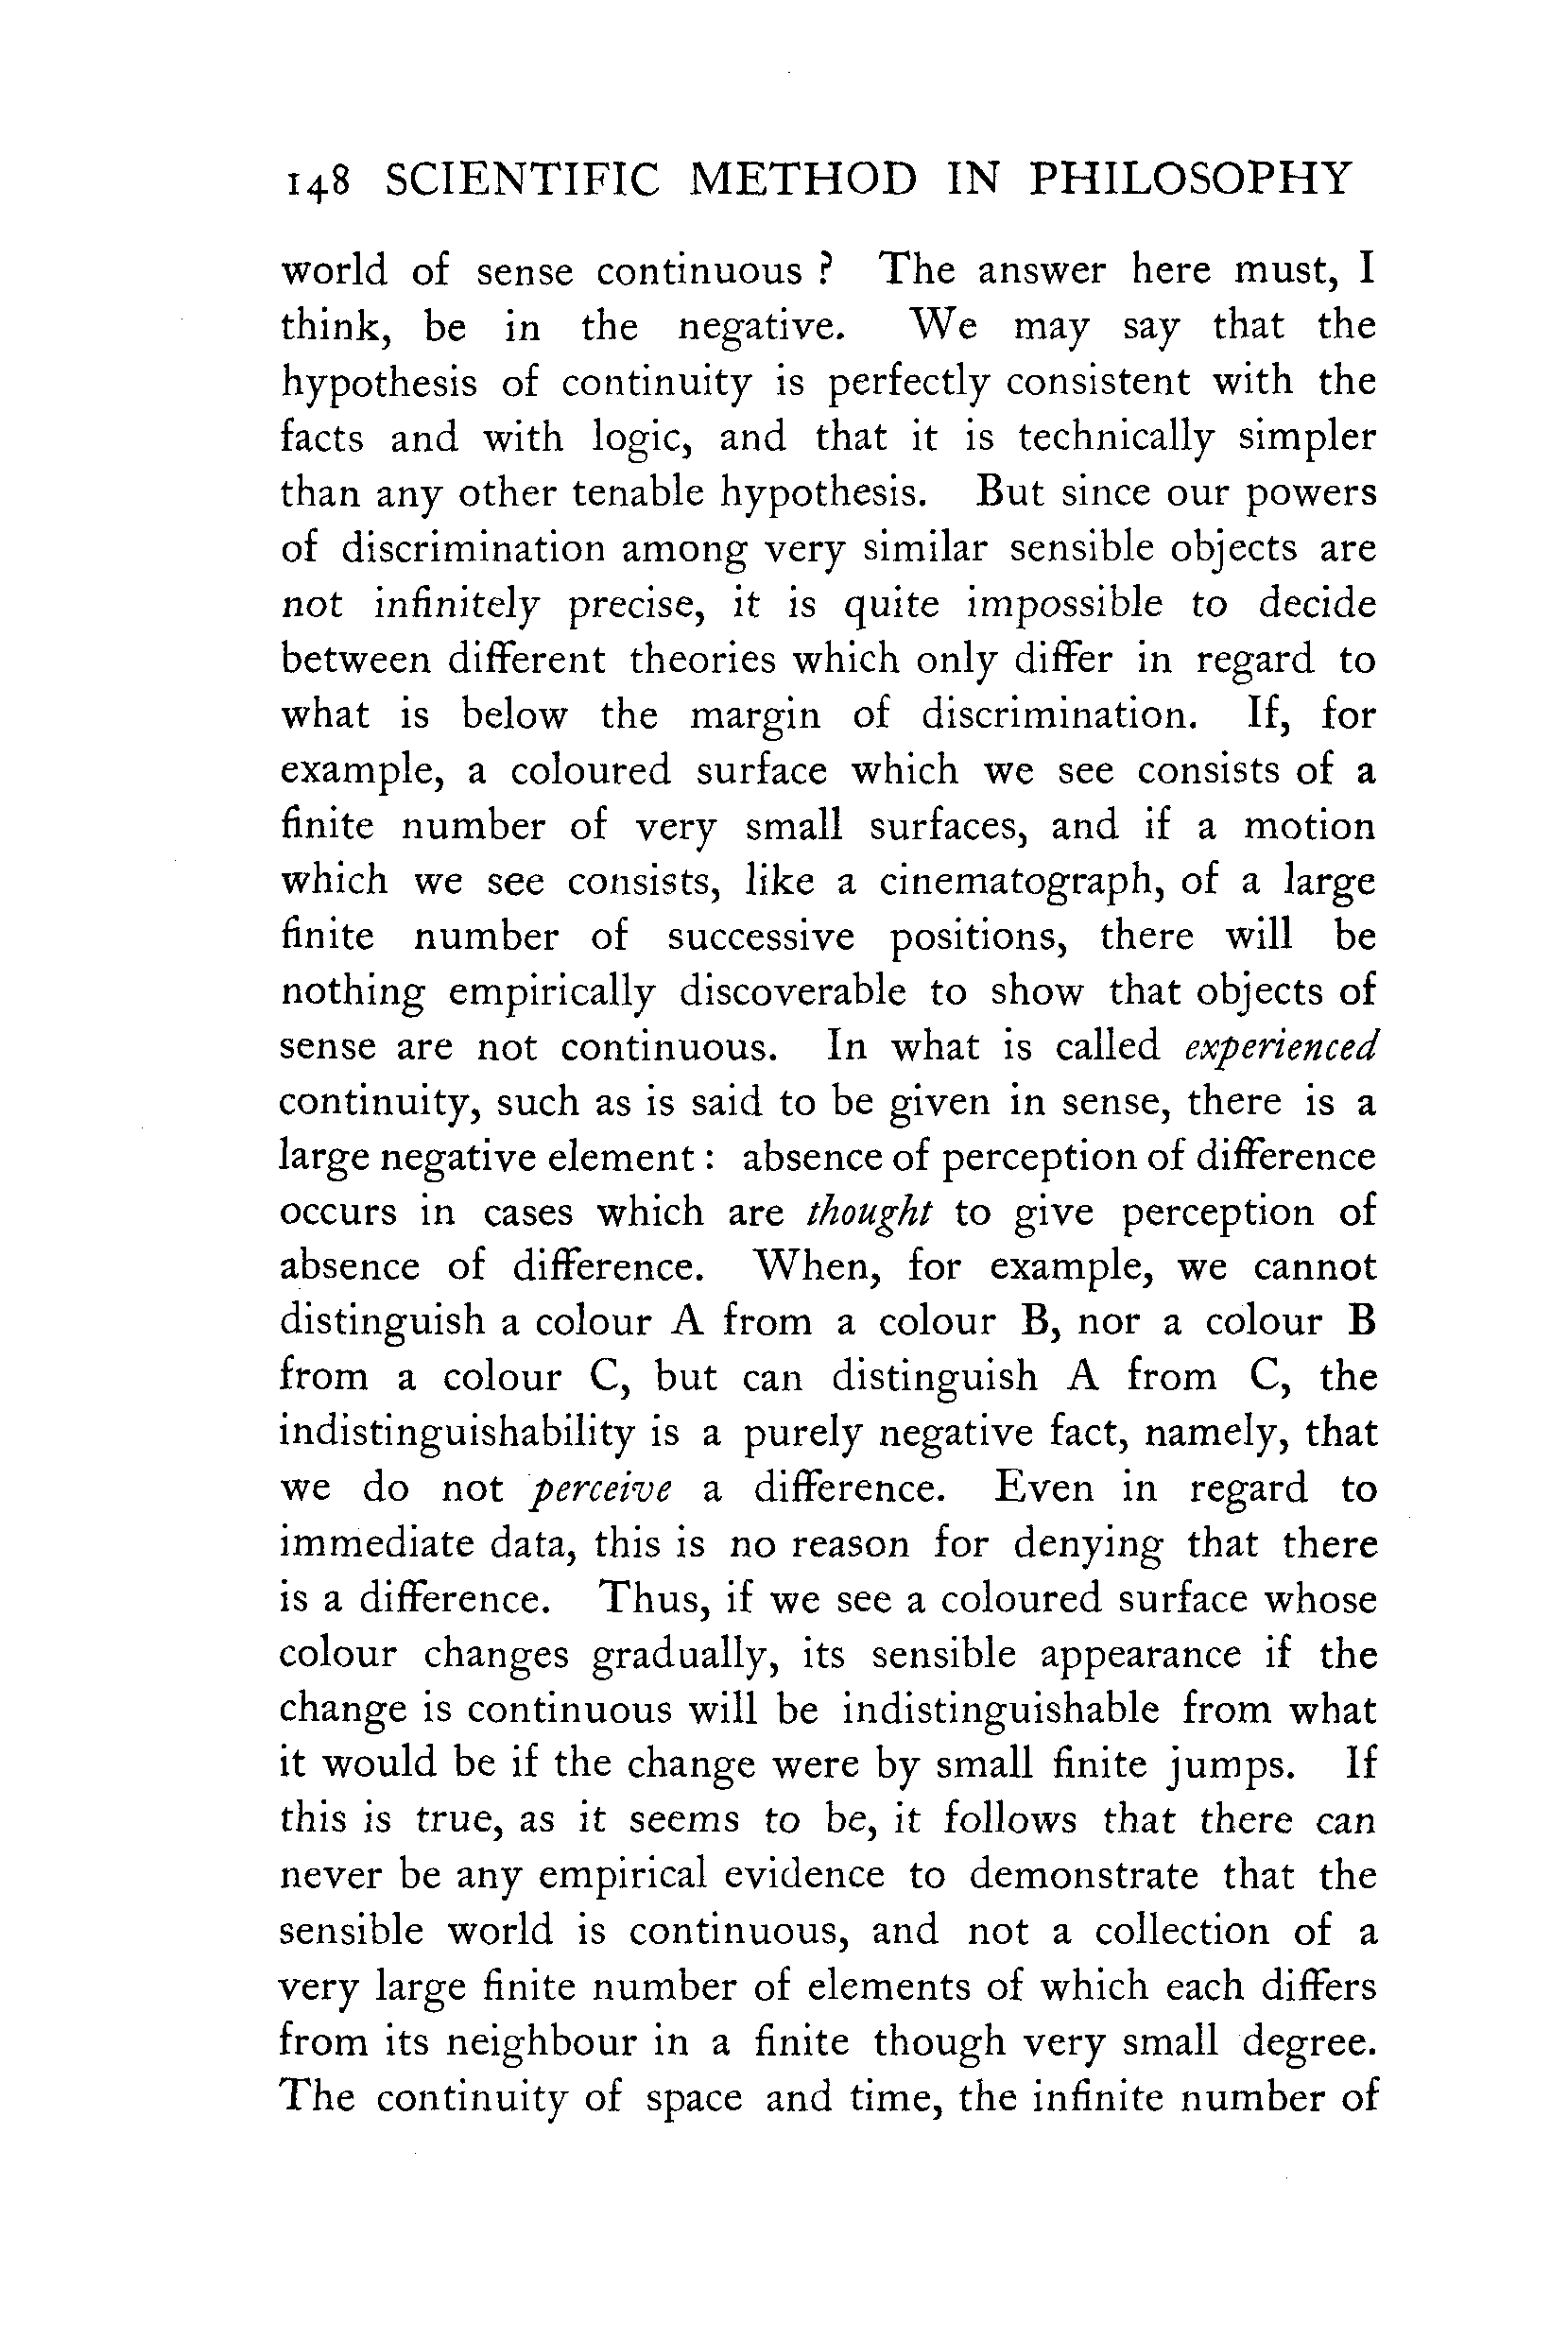 148 SCIENTIFIC METHOD IN PHILOSOPHY
world of sense continuous ? The answer here must, I
think, be in the negative. We may say that the
hypothesis of continuity is perfectly consistent with the
facts and with logic, and that it is technically simpler
than any other tenable hypothesis. But since our powers
of discrimination among very similar sensible objects are
not infinitely precise, it is quite impossible to decide
between different theories which only differ in regard to
what is below the margin of discrimination. If, for
example, a coloured surface which we see consists of a
finite number of very small surfaces, and if a motion
which we see consists, like a cinematograph, of a large
finite number of successive positions, there will be
nothing empirically discoverable to show that objects of
sense are not continuous. In what is called experienced
continuity, such as is said to be given in sense, there is a
large negative element : absence of perception of difference
occurs in cases which are thought to give perception of
absence of difference. When, for example, we cannot
distinguish a colour A from a colour B, nor a colour B
from a colour C, but can distinguish A from C, the
indistinguishability is a purely negative fact, namely, that
we do not perceive a difference. Even in regard to
immediate data, this is no reason for denying that there
is a difference. Thus, if we see a coloured surface whose
colour changes gradually, its sensible appearance if the
change is continuous will be indistinguishable from what
it would be if the change were by small finite jumps. If
this is true, as it seems to be, it follows that there can
never be any empirical evidence to demonstrate that the
sensible world is continuous, and not a collection of a
very large finite number of elements of which each differs
from its neighbour in a finite though very small degree.
The continuity of space and time, the infinite number of